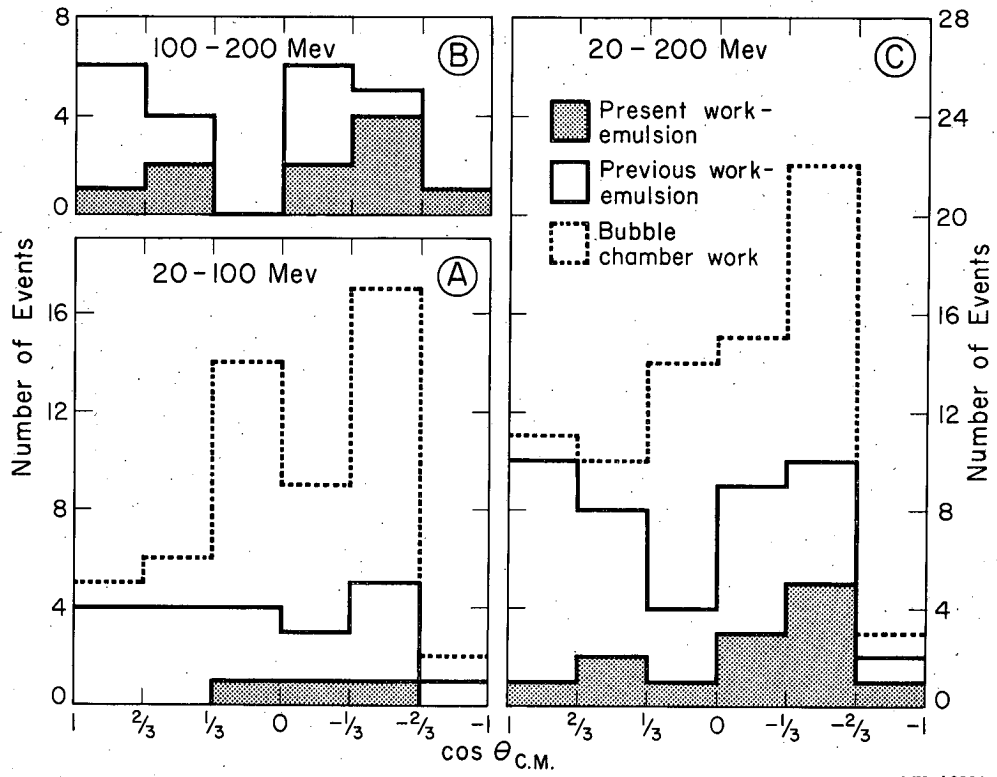 8
4
0
100-200 Mev
B
20-100 Mev
A
16
12
8
4
0
Number of Events
1
2/3
1/3
0
-1/3
-2/3
-1
20-200 Mev
C
Present work-
emulsion
Previous work-
emulsion
Bubble
chamber work
28
24
20
16
12
8
4
0
Number of Events
1
2/3
1/3
0
-1/3
-2/3
-1
cos θ C.M.